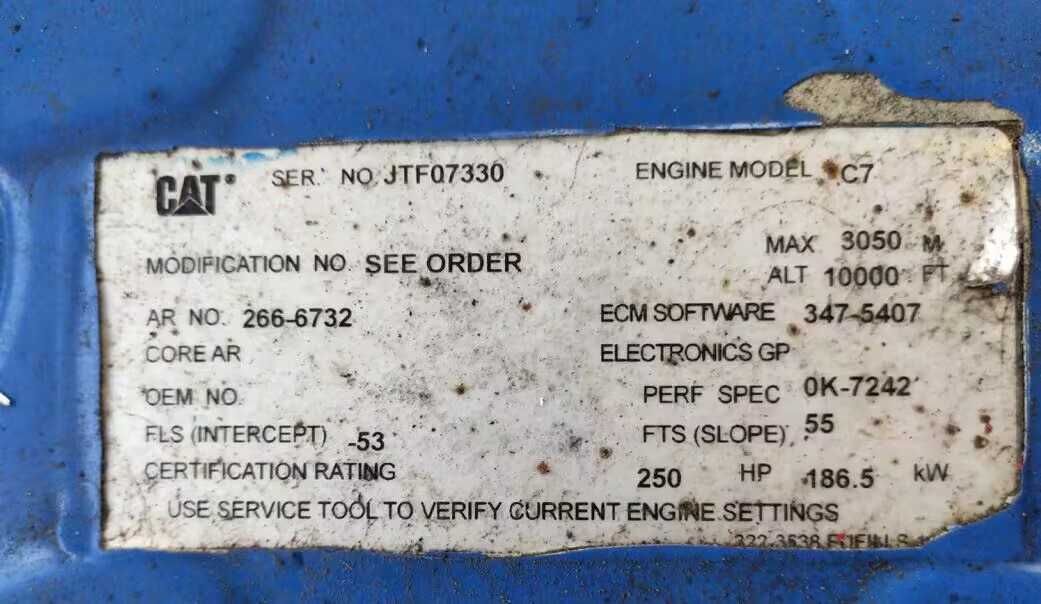 CAT® SER. NO. JTF07330 ENGINE MODEL C7
MODIFICATION NO. SEE ORDER MAX 3050 M
ALT 10000 FT
AR NO. 266-6732 ECM SOFTWARE 347-5407
CORE AR ELECTRONICS GP
OEM NO. PERF SPEC 0K-7242
FLS (INTERCEPT) -53 FTS (SLOPE) 55
CERTIFICATION RATING 250 HP 186.5 kW
USE SERVICE TOOL TO VERIFY CURRENT ENGINE SETTINGS
322-3538